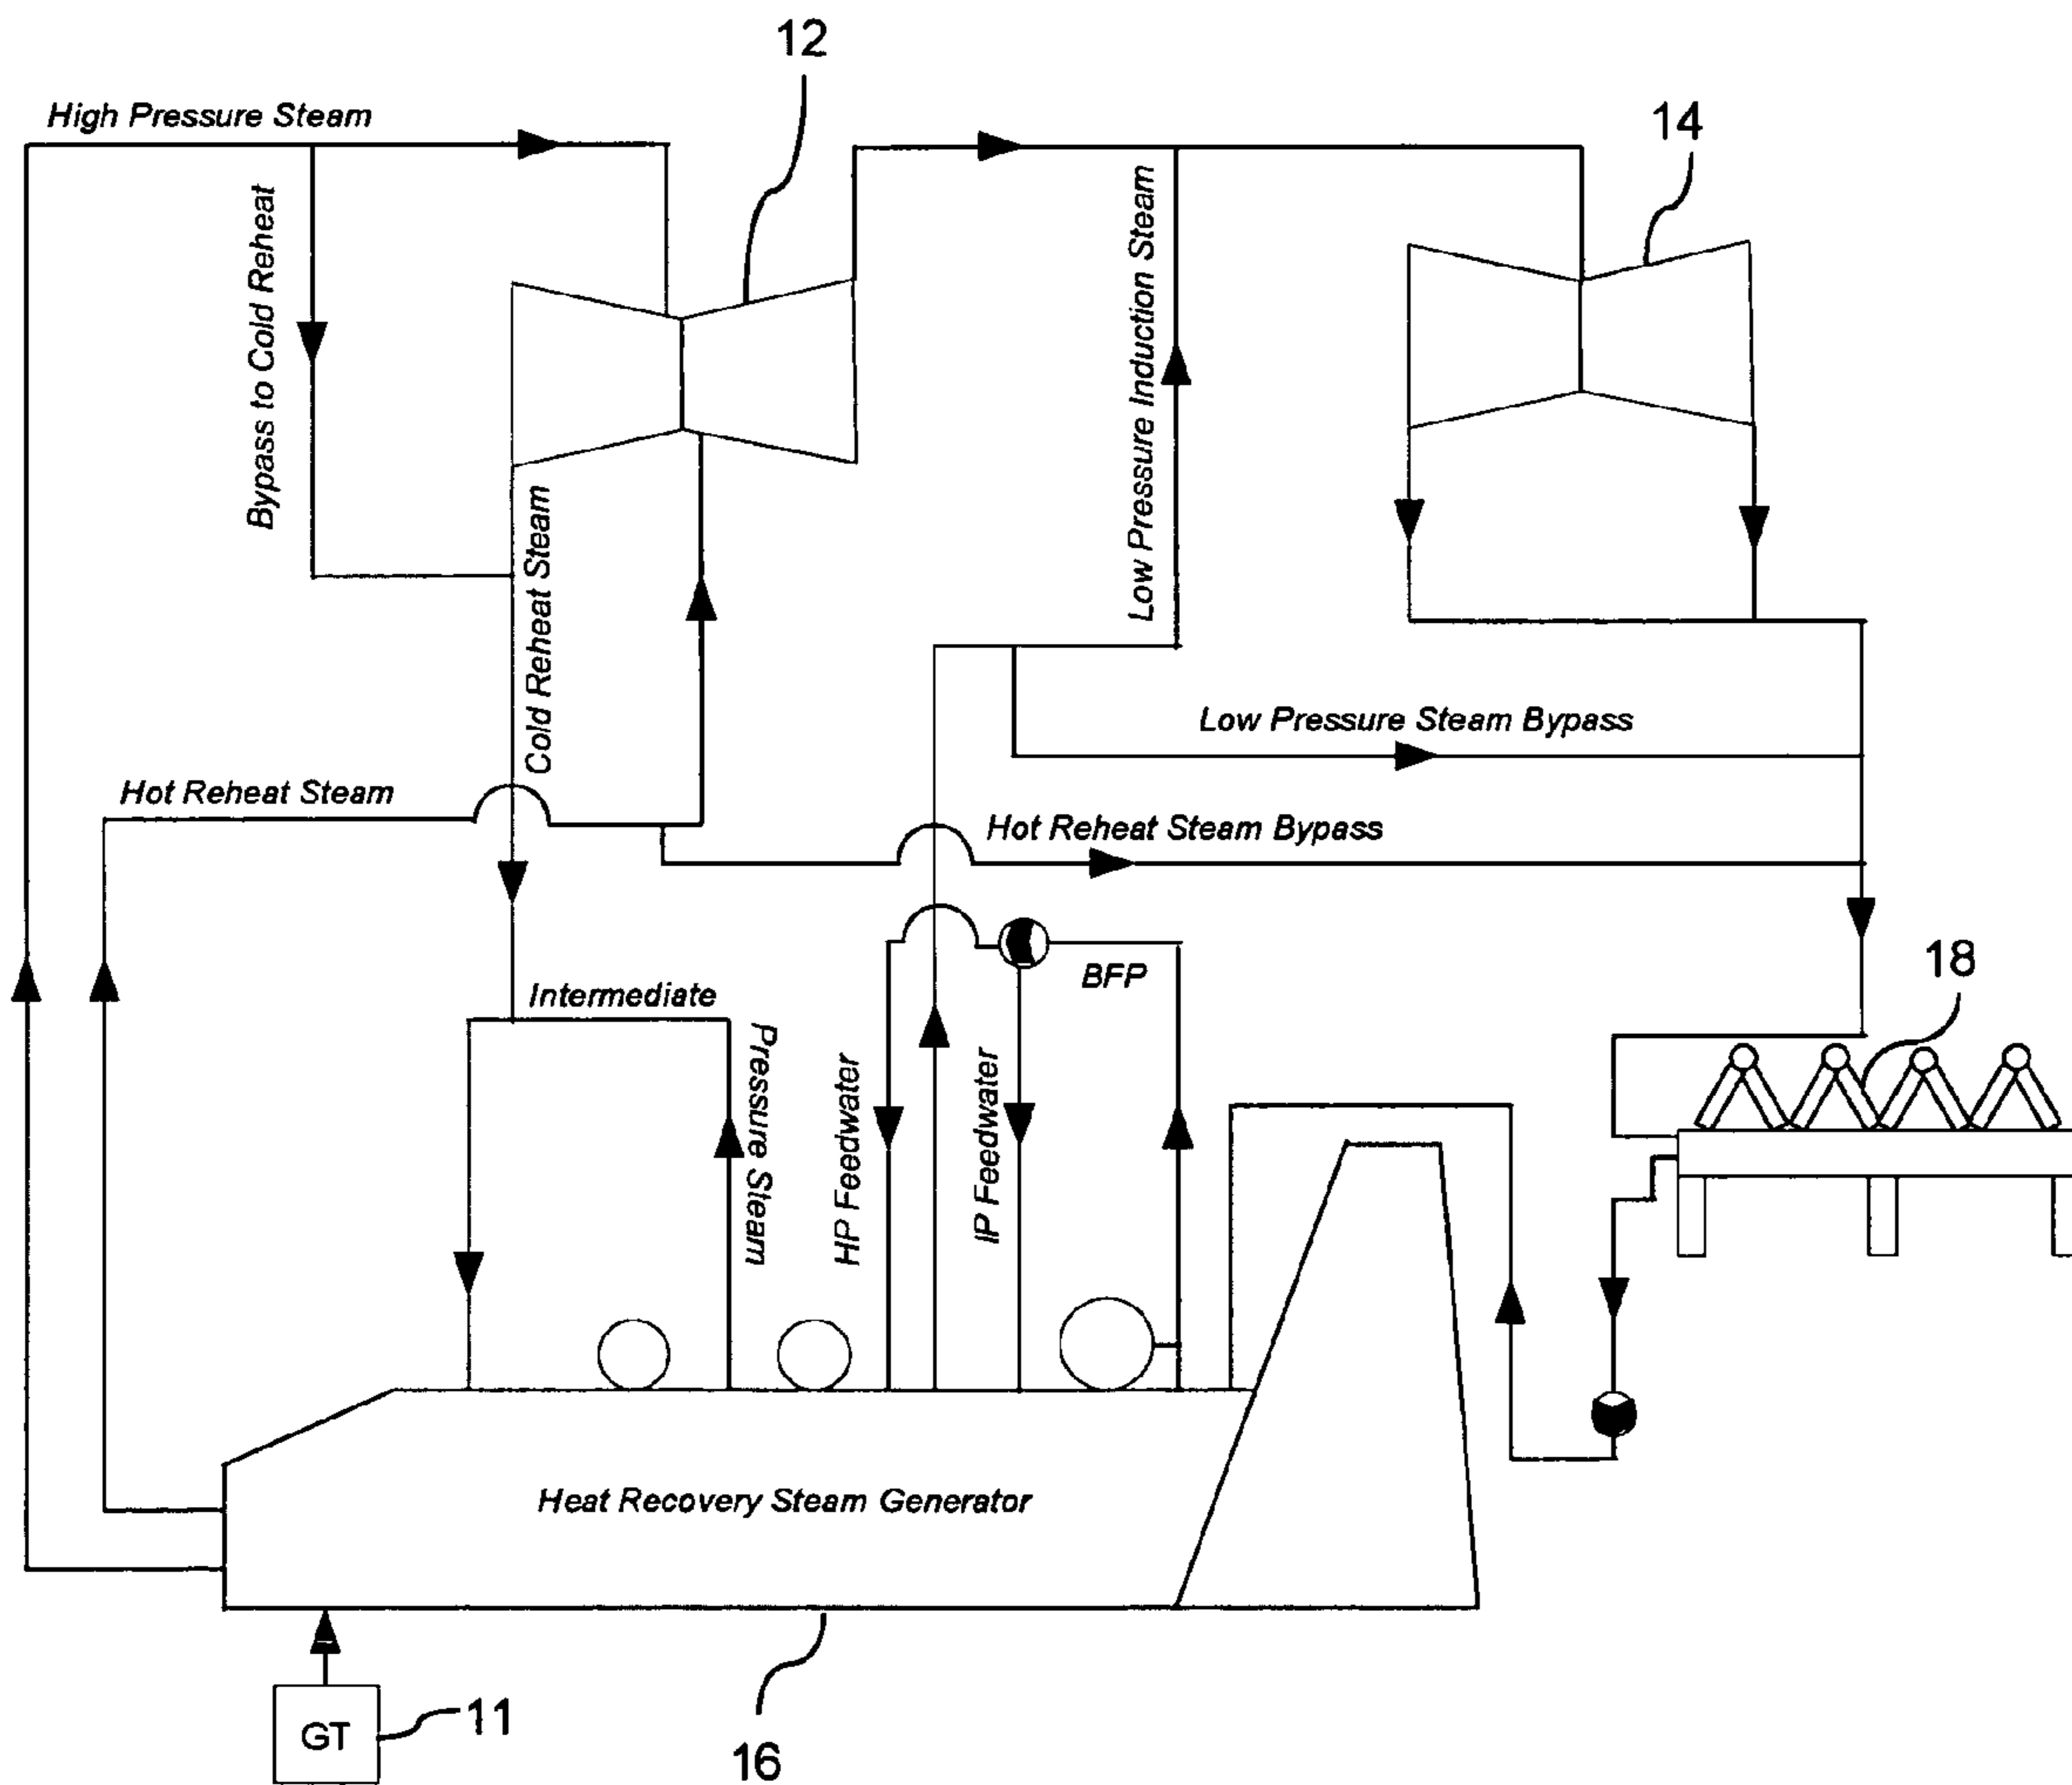 12
High Pressure Steam
14
Bypass to Cold Reheat
Low Pressure Induction Steam
Cold Reheat Steam
Low Pressure Steam Bypass
Hot Reheat Steam
Hot Reheat Steam Bypass
BFP
18
Intermediate
Pressure Steam
HP Feedwater
IP Feedwater
Heat Recovery Steam Generator
GT
11
16